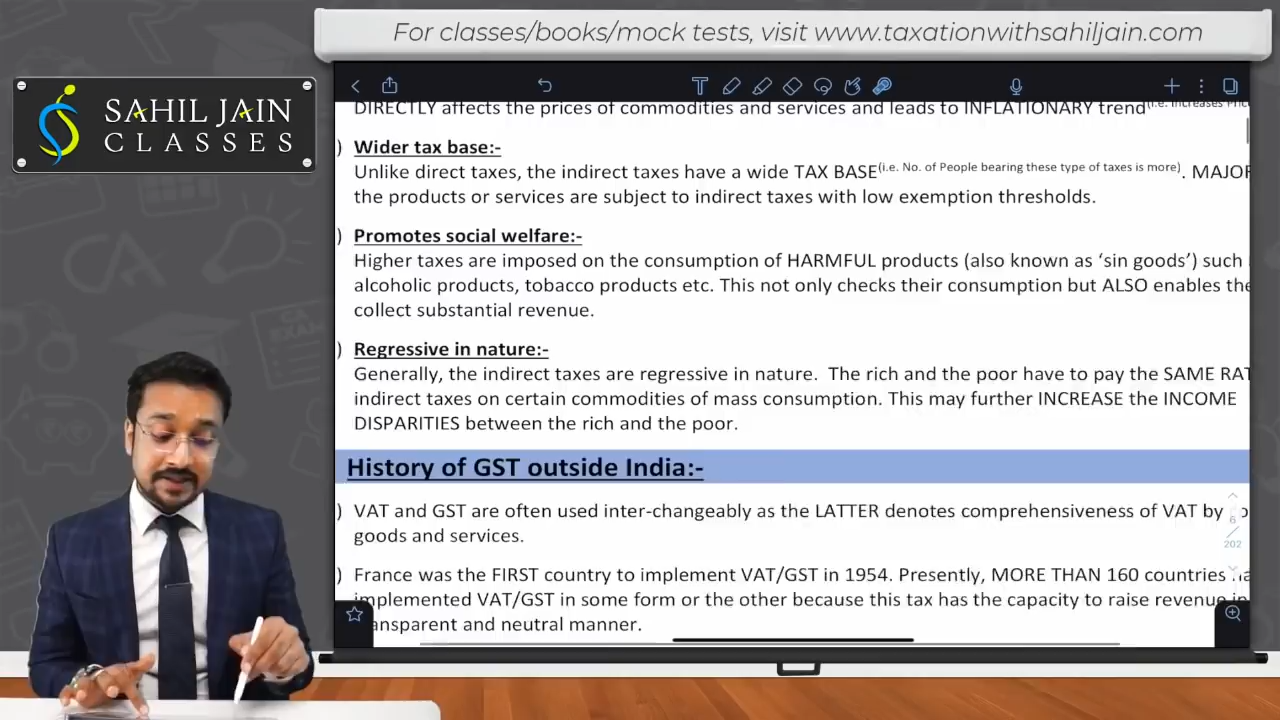 For classes/books/mock tests, visit www.taxationwithsahiljain.com
SAHIL JAIN
CLASSES
DIRECTLY affects the prices of commodities and services and leads to INFLATIONARY trend(i.e. Increases
) Wider tax base:-
Unlike direct taxes, the indirect taxes have a wide TAX BASE(i.e. No. of People bearing these type of taxes is more). MAJOR
the products or services are subject to indirect taxes with low exemption thresholds.
) Promotes social welfare:-
Higher taxes are imposed on the consumption of HARMFUL products (also known as ‘sin goods’) such
alcoholic products, tobacco products etc. This not only checks their consumption but ALSO enables the
collect substantial revenue.
) Regressive in nature:-
Generally, the indirect taxes are regressive in nature. The rich and the poor have to pay the SAME
indirect taxes on certain commodities of mass consumption. This may further INCREASE the INCOME
DISPARITIES between the rich and the poor.
History of GST outside India:-
) VAT and GST are often used inter-changeably as the LATTER denotes comprehensiveness of VAT by
goods and services.
6
202
) France was the FIRST country to implement VAT/GST in 1954. Presently, MORE THAN 160 countries
implemented VAT/GST in some form or the other because this tax has the capacity to raise revenue in
ansparent and neutral manner.